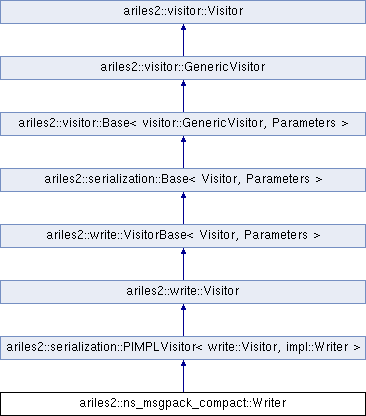 ariles2::visitor::Visitor
ariles2::visitor::GenericVisitor
ariles2::visitor::Base< visitor::GenericVisitor, Parameters >
ariles2::serialization::Base< Visitor, Parameters >
ariles2::write::VisitorBase< Visitor, Parameters >
ariles2::write::Visitor
ariles2::serialization::PIMPLVisitor< write::Visitor, impl::Writer >
ariles2::ns_msgpack_compact::Writer